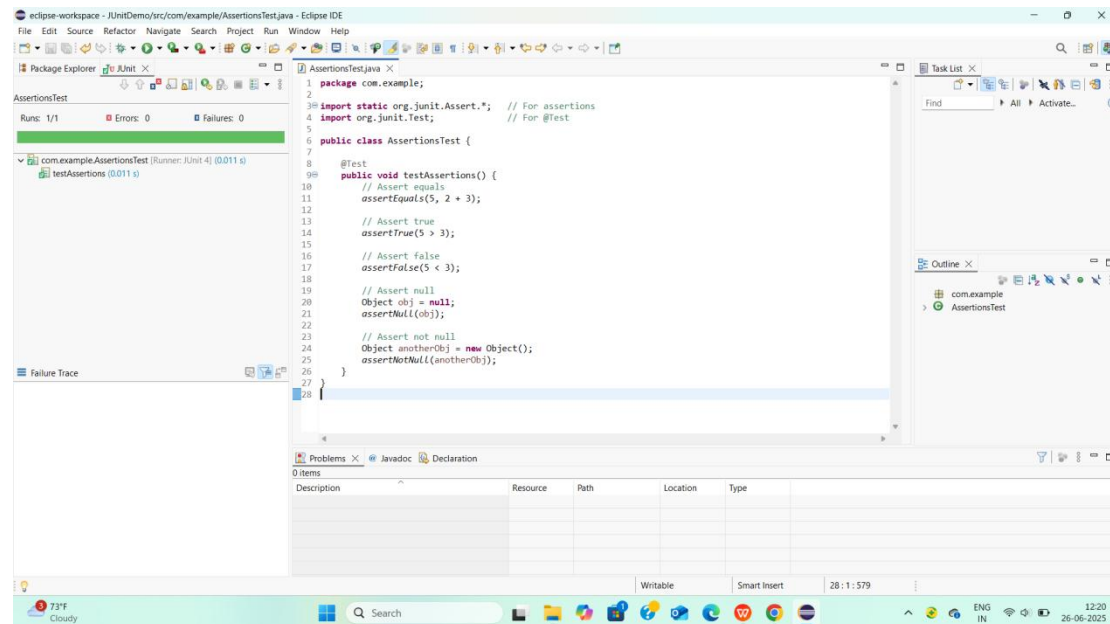 eclipse-workspace - JUnitDemo/src/com/example/AssertionsTest.java - Eclipse IDE
File Edit Source Refactor Navigate Search Project Run Window Help
Package Explorer JUnit
AssertionsTest
Runs: 1/1 Errors: 0 Failures: 0
com.example.AssertionsTest [Runner: JUnit 4] (0.011 s)
testAssertions (0.011 s)
Failure Trace
AssertionsTest.java
1 package com.example;
2
3 import static org.junit.Assert.*; // For assertions
4 import org.junit.Test; // For @Test
5
6 public class AssertionsTest {
7
8 @Test
9 public void testAssertions() {
10 // Assert equals
11 assertEquals(5, 2 + 3);
12
13 // Assert true
14 assertTrue(5 > 3);
15
16 // Assert false
17 assertFalse(5 < 3);
18
19 // Assert null
20 Object obj = null;
21 assertNull(obj);
22
23 // Assert not null
24 Object anotherObj = new Object();
25 assertNotNull(anotherObj);
26 }
27 }
28
Task List
Find All Activate...
Outline
com.example
AssertionsTest
Problems Javadoc Declaration
0 items
Description Resource Path Location Type
Writable Smart Insert 28 : 1 : 579
3 73°F
Cloudy
Search
ENG
IN
12:20
26-06-2025